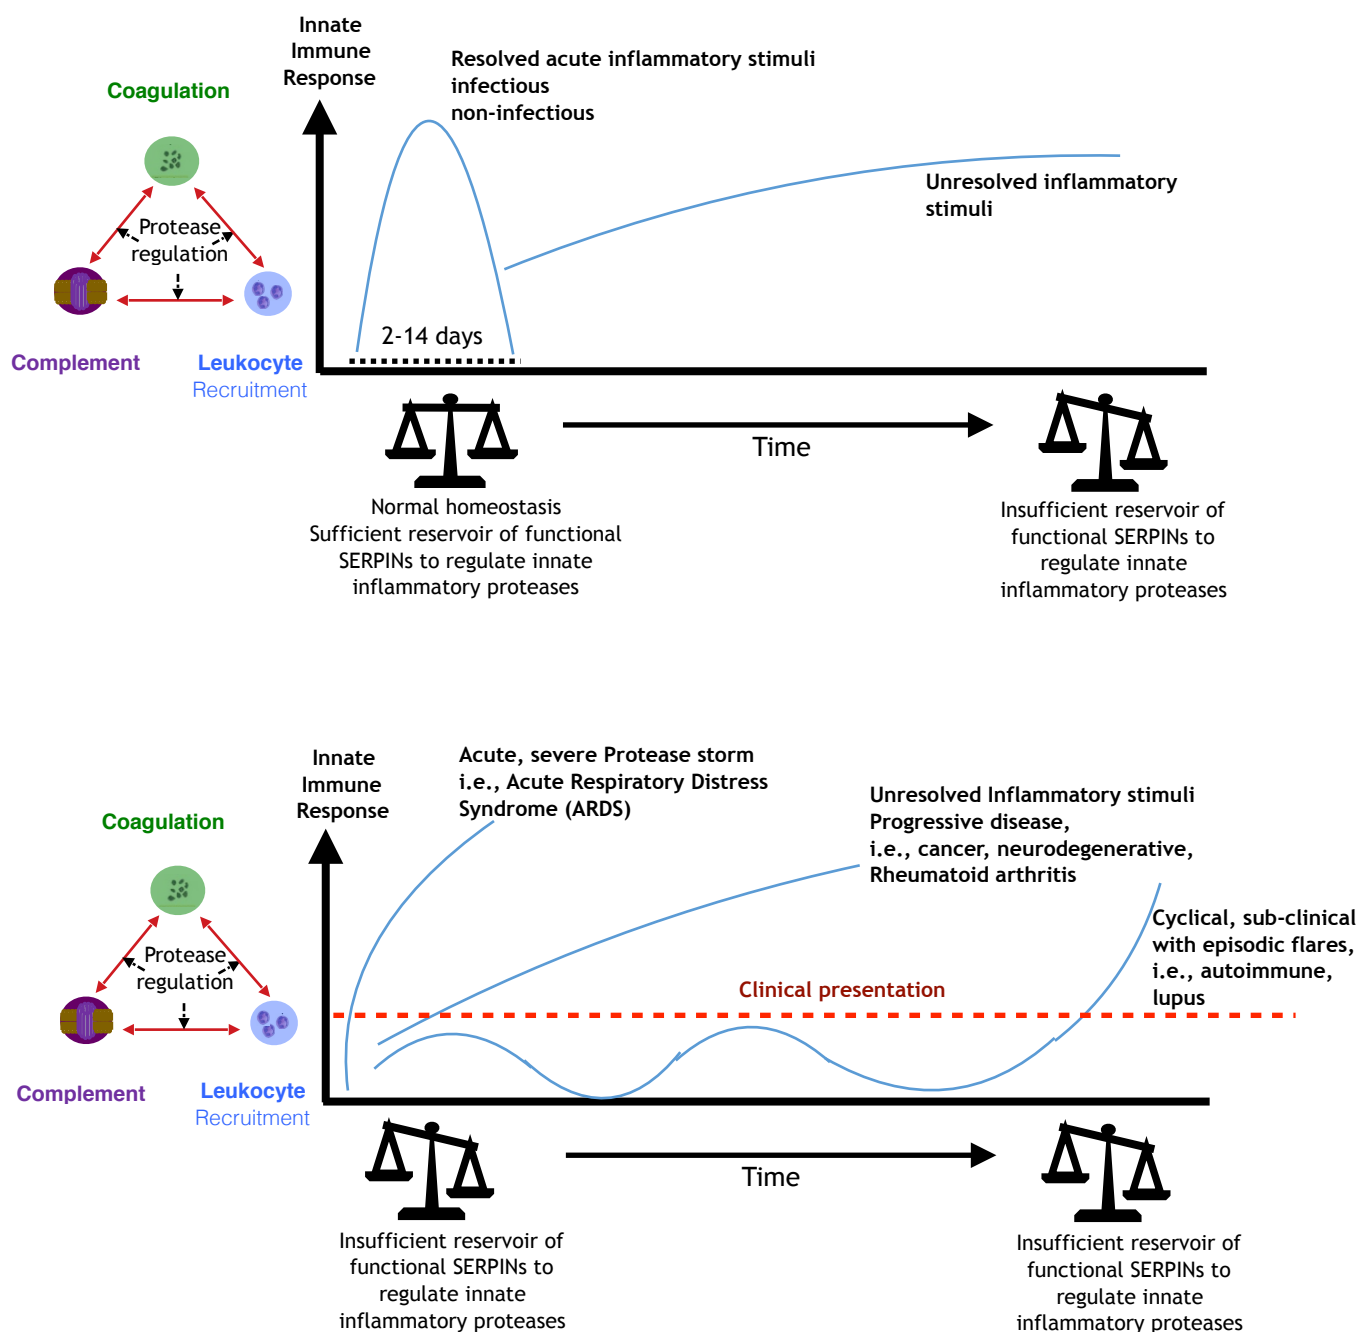 Innate
Immune
Response
Resolved acute inflammatory stimuli
infectious
non-infectious
Coagulation
Protease
regulation
Complement
Leukocyte
Recruitment
Unresolved inflammatory
stimuli
2-14 days
Time
Normal homeostasis
Sufficient reservoir of functional
SERPINs to regulate innate
inflammatory proteases
Insufficient reservoir of
functional SERPINs to
regulate innate
inflammatory proteases
Innate
Immune
Response
Acute, severe Protease storm
i.e., Acute Respiratory Distress
Syndrome (ARDS)
Unresolved Inflammatory stimuli
Progressive disease,
i.e., cancer, neurodegenerative,
Rheumatoid arthritis
Coagulation
Protease
regulation
Complement
Leukocyte
Recruitment
Cyclical, sub-clinical
with episodic flares,
i.e., autoimmune,
lupus
Clinical presentation
Time
Insufficient reservoir of
functional SERPINs to
regulate innate
inflammatory proteases
Insufficient reservoir of
functional SERPINs to
regulate innate
inflammatory proteases